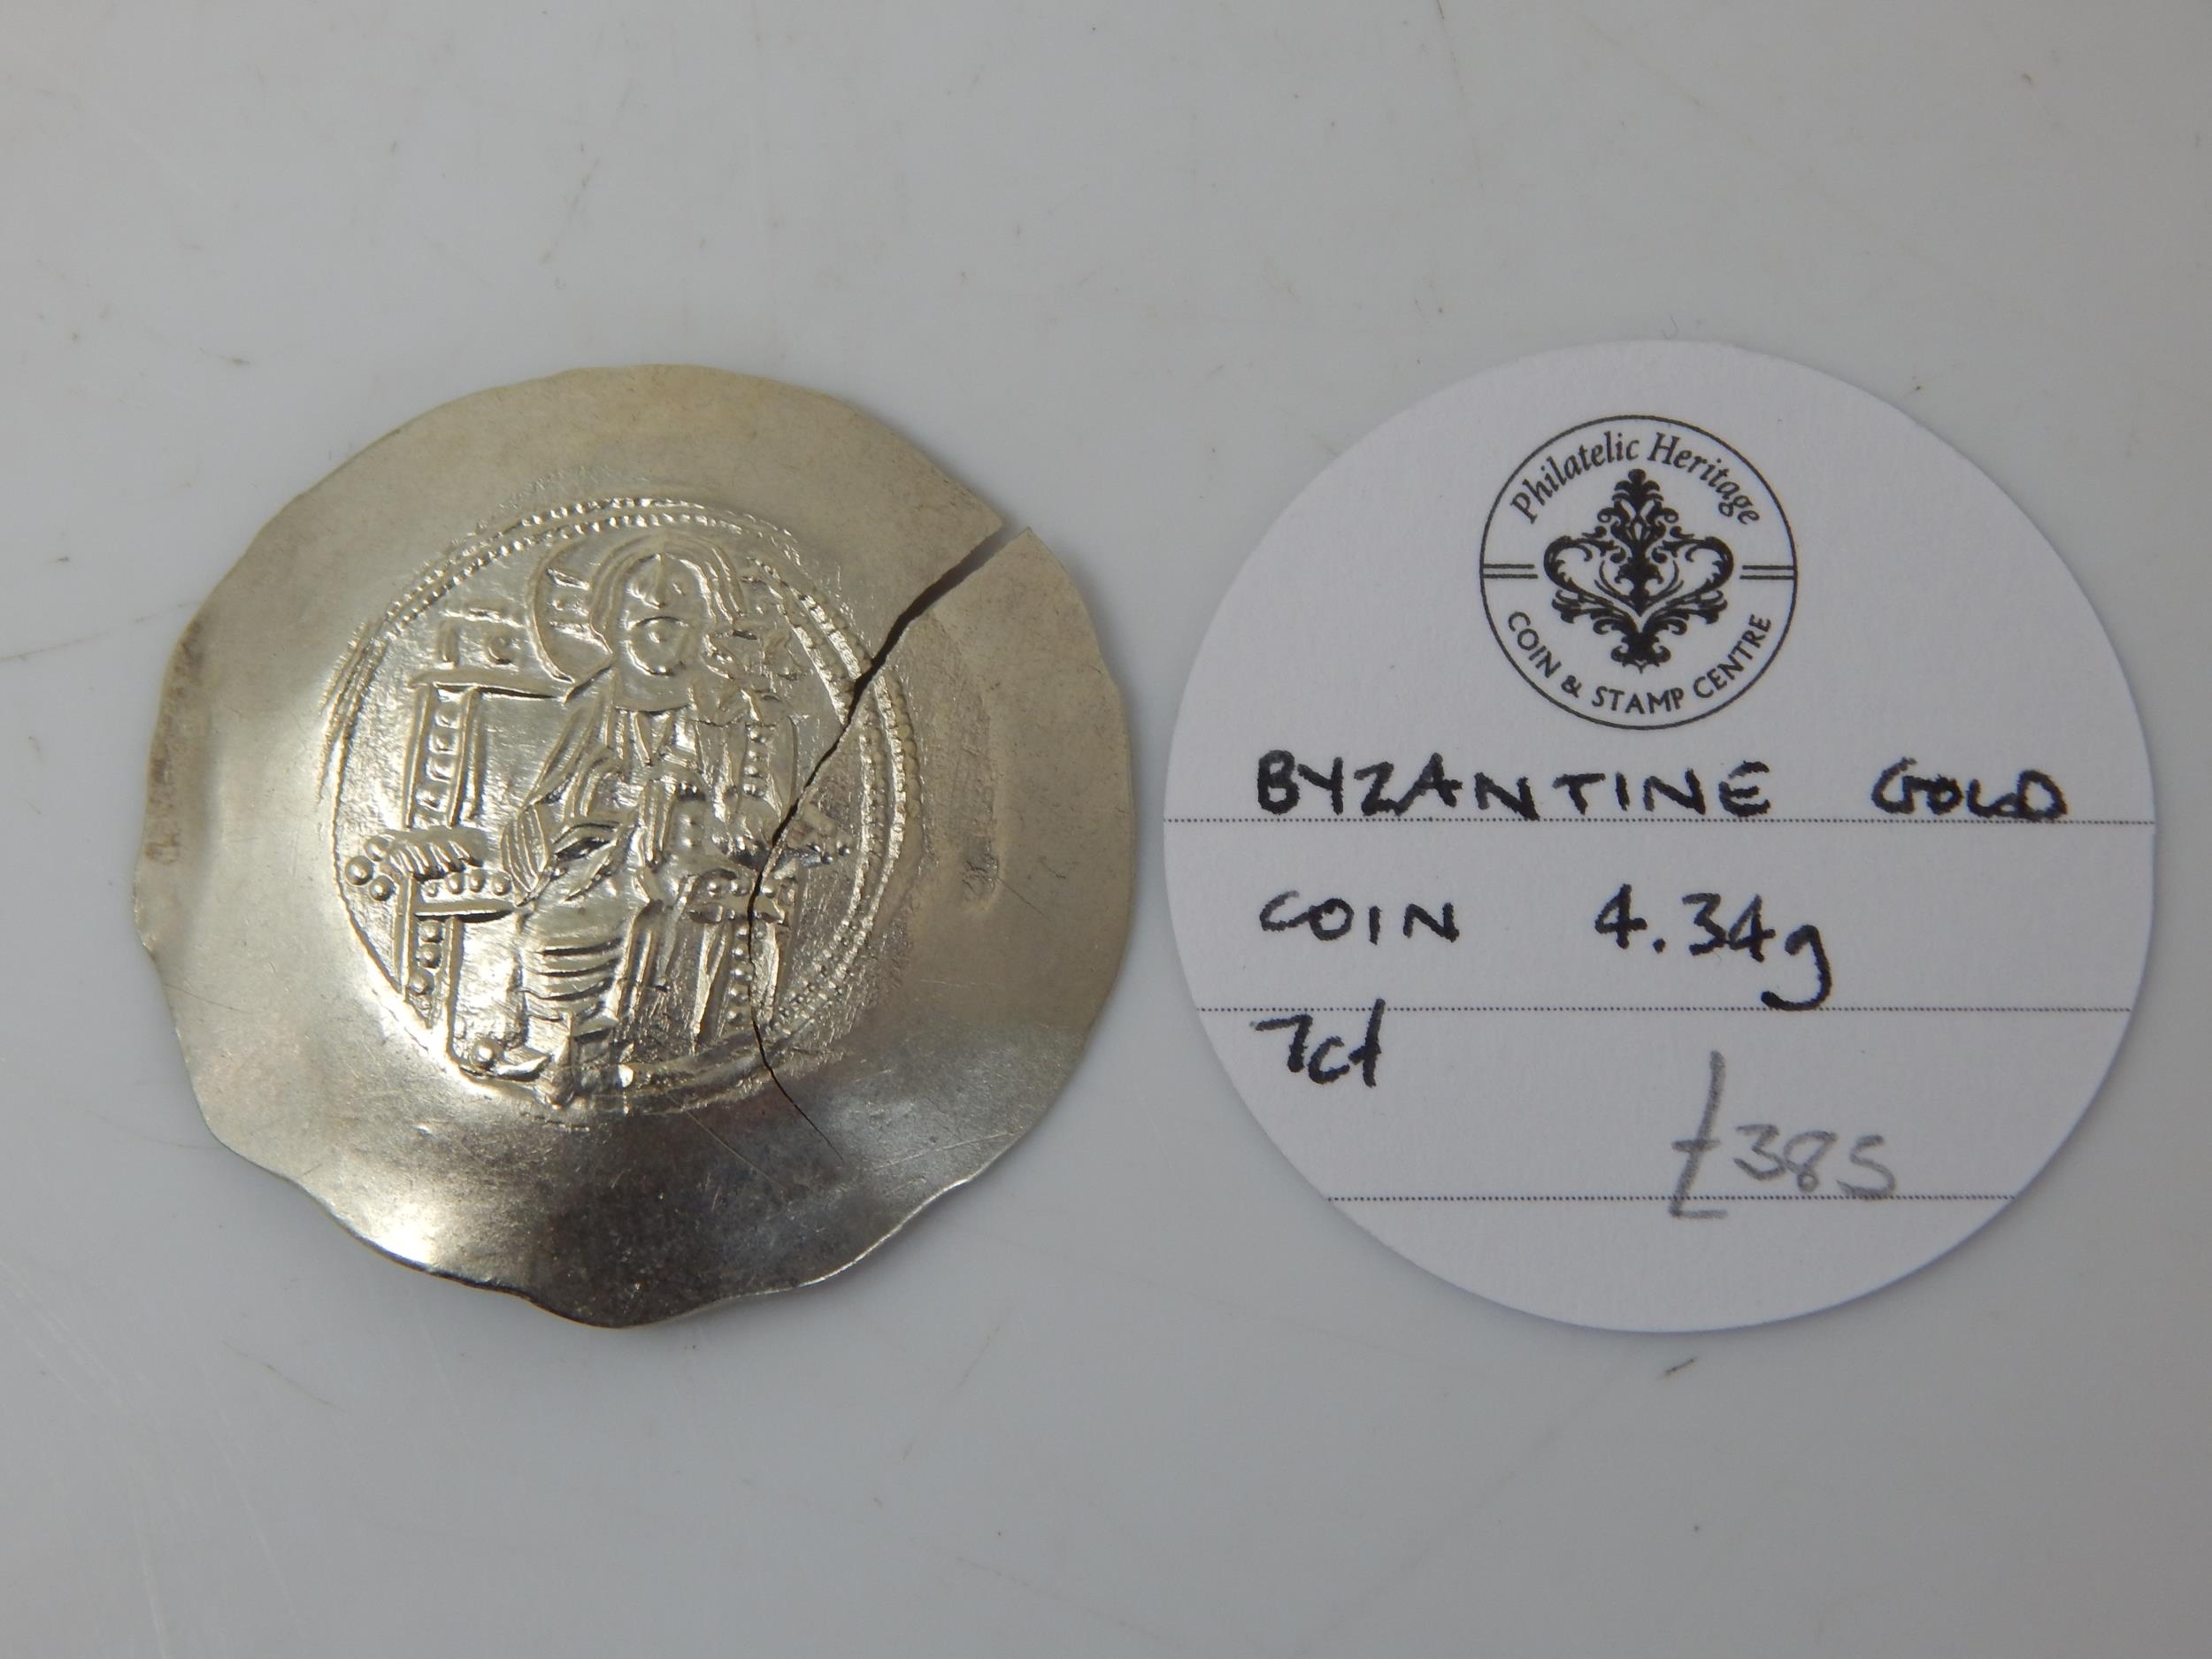 Philatelic Heritage
COIN & STAMP CENTRE
BYZANTINE GOLD
COIN 4.34g
7ct
£385